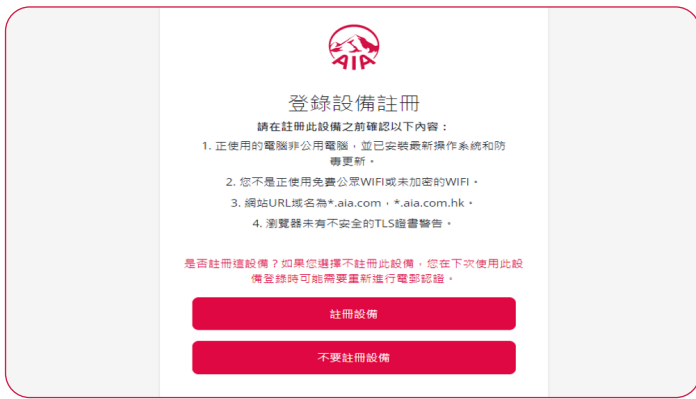 AIA
登錄設備註冊
請在註冊此設備之前確認以下內容：
1. 正使用的電腦非公用電腦，並已安裝最新操作系統和防
毒更新。
2. 您不是正使用免費公眾WIFI或未加密的WIFI。
3. 網站URL域名為*.aia.com，*.aia.com.hk。
4. 瀏覽器未有不安全的TLS證書警告。
是否註冊這設備？如果您選擇不註冊此設備，您在下次使用此設
備登錄時可能需要重新進行電郵認證。
註冊設備
不要註冊設備